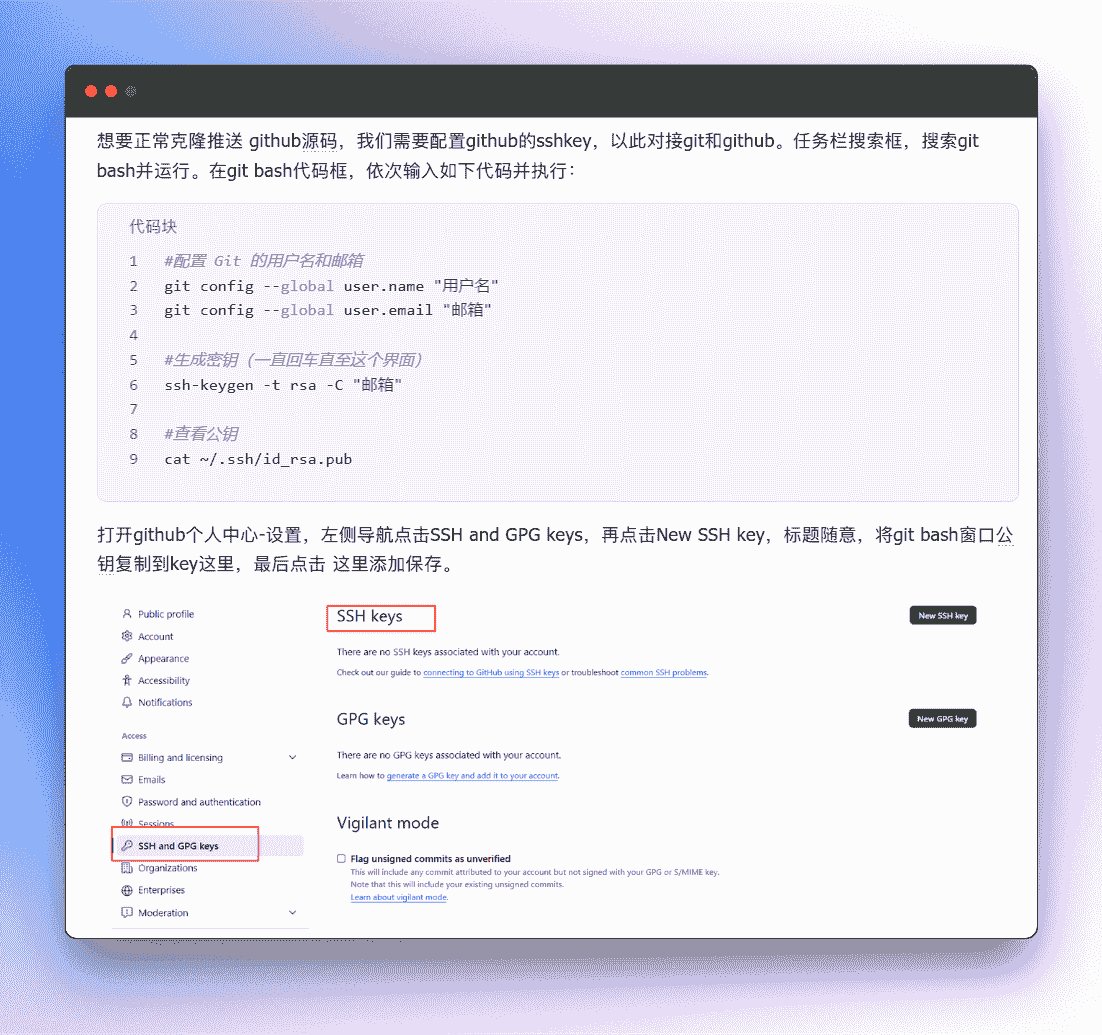 想要正常克隆推送 github源码，我们需要配置github的sshkey，以此对接git和github。任务栏搜索框，搜索git
bash并运行。在git bash代码框，依次输入如下代码并执行：
代码块
1 #配置 Git 的用户名和邮箱
2 git config --global user.name "用户名"
3 git config --global user.email "邮箱"
4
5 #生成密钥（一直回车直至这个界面）
6 ssh-keygen -t rsa -C "邮箱"
7
8 #查看公钥
9 cat ~/.ssh/id_rsa.pub
打开github个人中心-设置，左侧导航点击SSH and GPG keys，再点击New SSH key，标题随意，将git bash窗口公
钥复制到key这里，最后点击 这里添加保存。
Public profile
Account
Appearance
Accessibility
Notifications
Access
Billing and licensing
Emails
Password and authentication
Sessions
SSH and GPG keys
Organizations
Enterprises
Moderation
SSH keys
New SSH key
There are no SSH keys associated with your account.
Check out our guide to connecting to GitHub using SSH keys or troubleshoot common SSH problems.
GPG keys
New GPG key
There are no GPG keys associated with your account.
Learn how to generate a GPG key and add it to your account.
Vigilant mode
Flag unsigned commits as unverified
This will include any commit attributed to your account but not signed with your GPG or S/MIME key.
Note that this will include your existing unsigned commits.
Learn about vigilant mode.